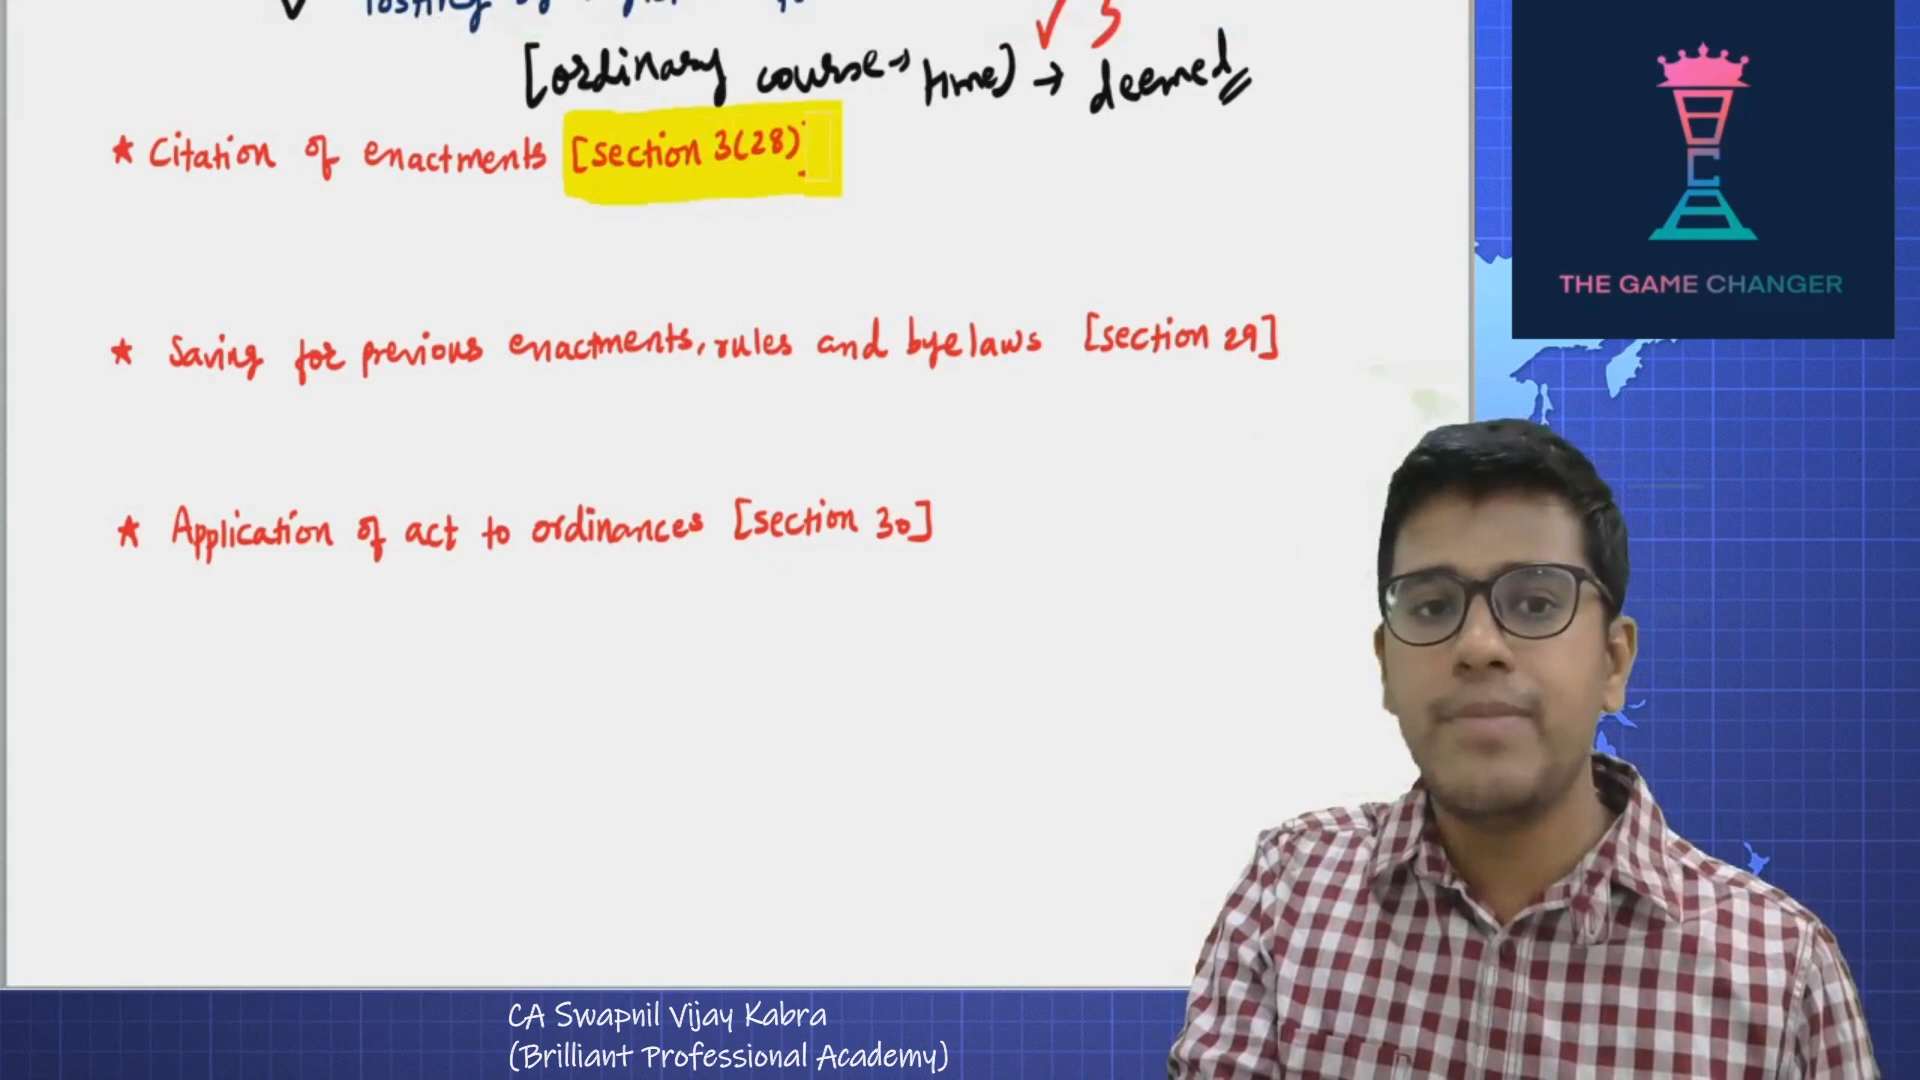 [ordinary course → time] → deemed
★ Citation of enactments [section 3(28)]
★ Saving for previous enactments, rules and byelaws [section 29]
★ Application of act to ordinances [section 30]
THE GAME CHANGER
CA Swapnil Vijay Kabra
(Brilliant Professional Academy)